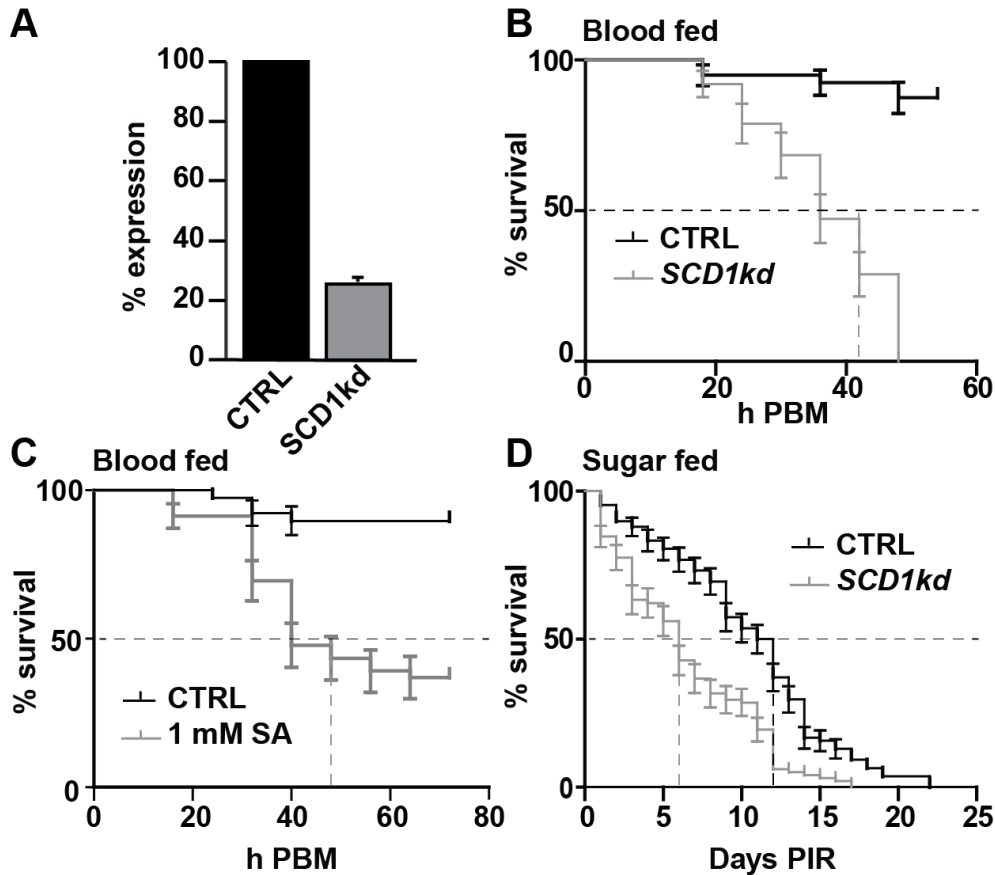 A
% expression
100
80
60
40
20
0
CTRL
SCD1kd
B
Blood fed
% survival
100
50
0
CTRL
SCD1kd
0 20 40 60
h PBM
C
Blood fed
% survival
100
50
0
CTRL
1 mM SA
0 20 40 60 80
h PBM
D
Sugar fed
% survival
100
50
0
CTRL
SCD1kd
0 5 10 15 20 25
Days PIR